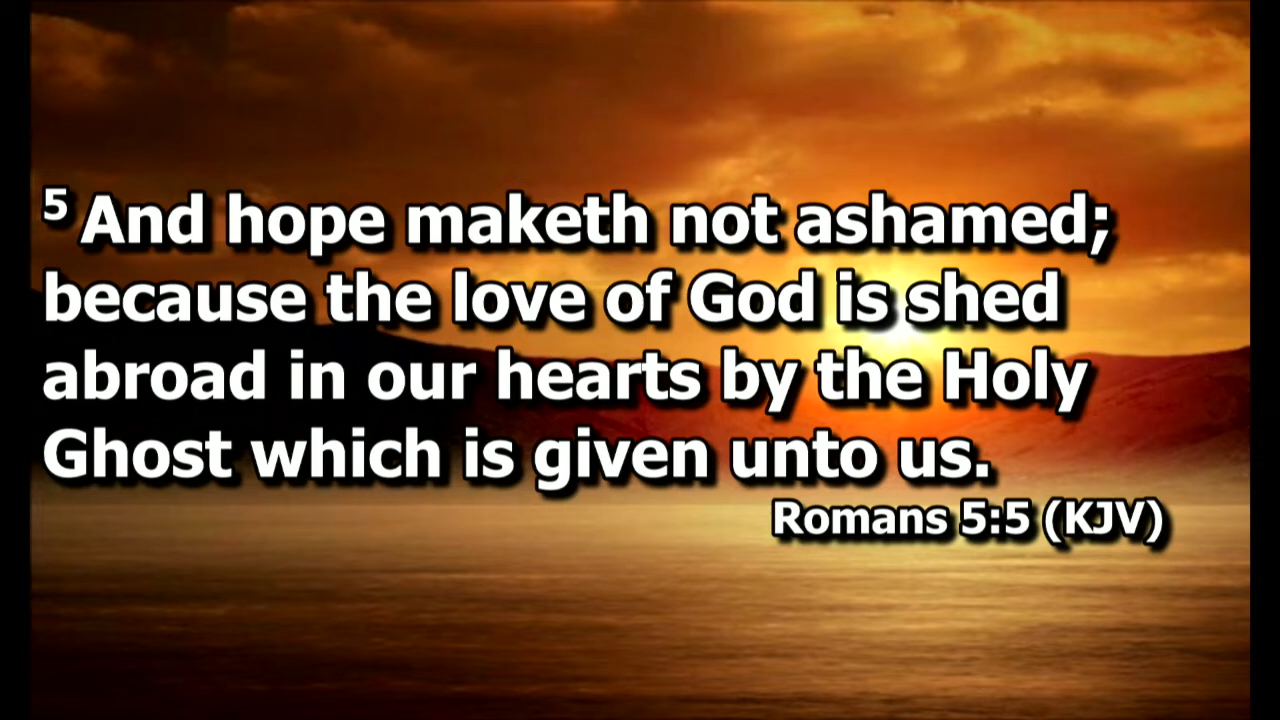 5 And hope maketh not ashamed;
because the love of God is shed
abroad in our hearts by the Holy
Ghost which is given unto us.
Romans 5:5 (KJV)